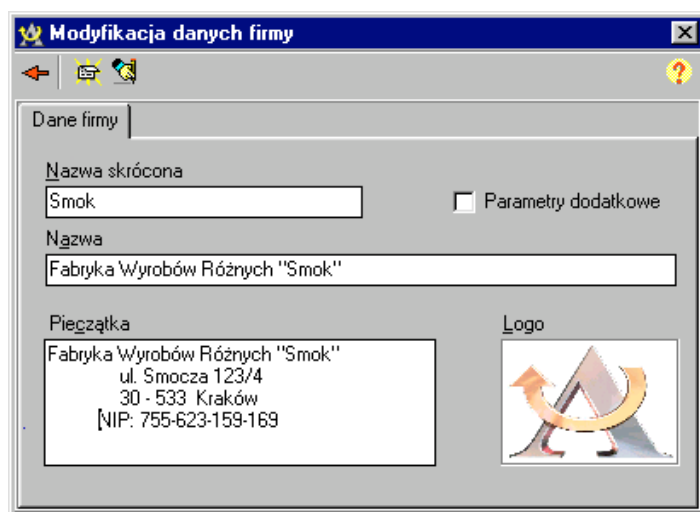 Modyfikacja danych firmy
Dane firmy
Nazwa skrócona
Smok
Parametry dodatkowe
Nazwa
Fabryka Wyrobów Różnych "Smok"
Pieczątka
Logo
Fabryka Wyrobów Różnych "Smok"
ul. Smocza 123/4
30 - 533 Kraków
NIP: 755-623-159-169